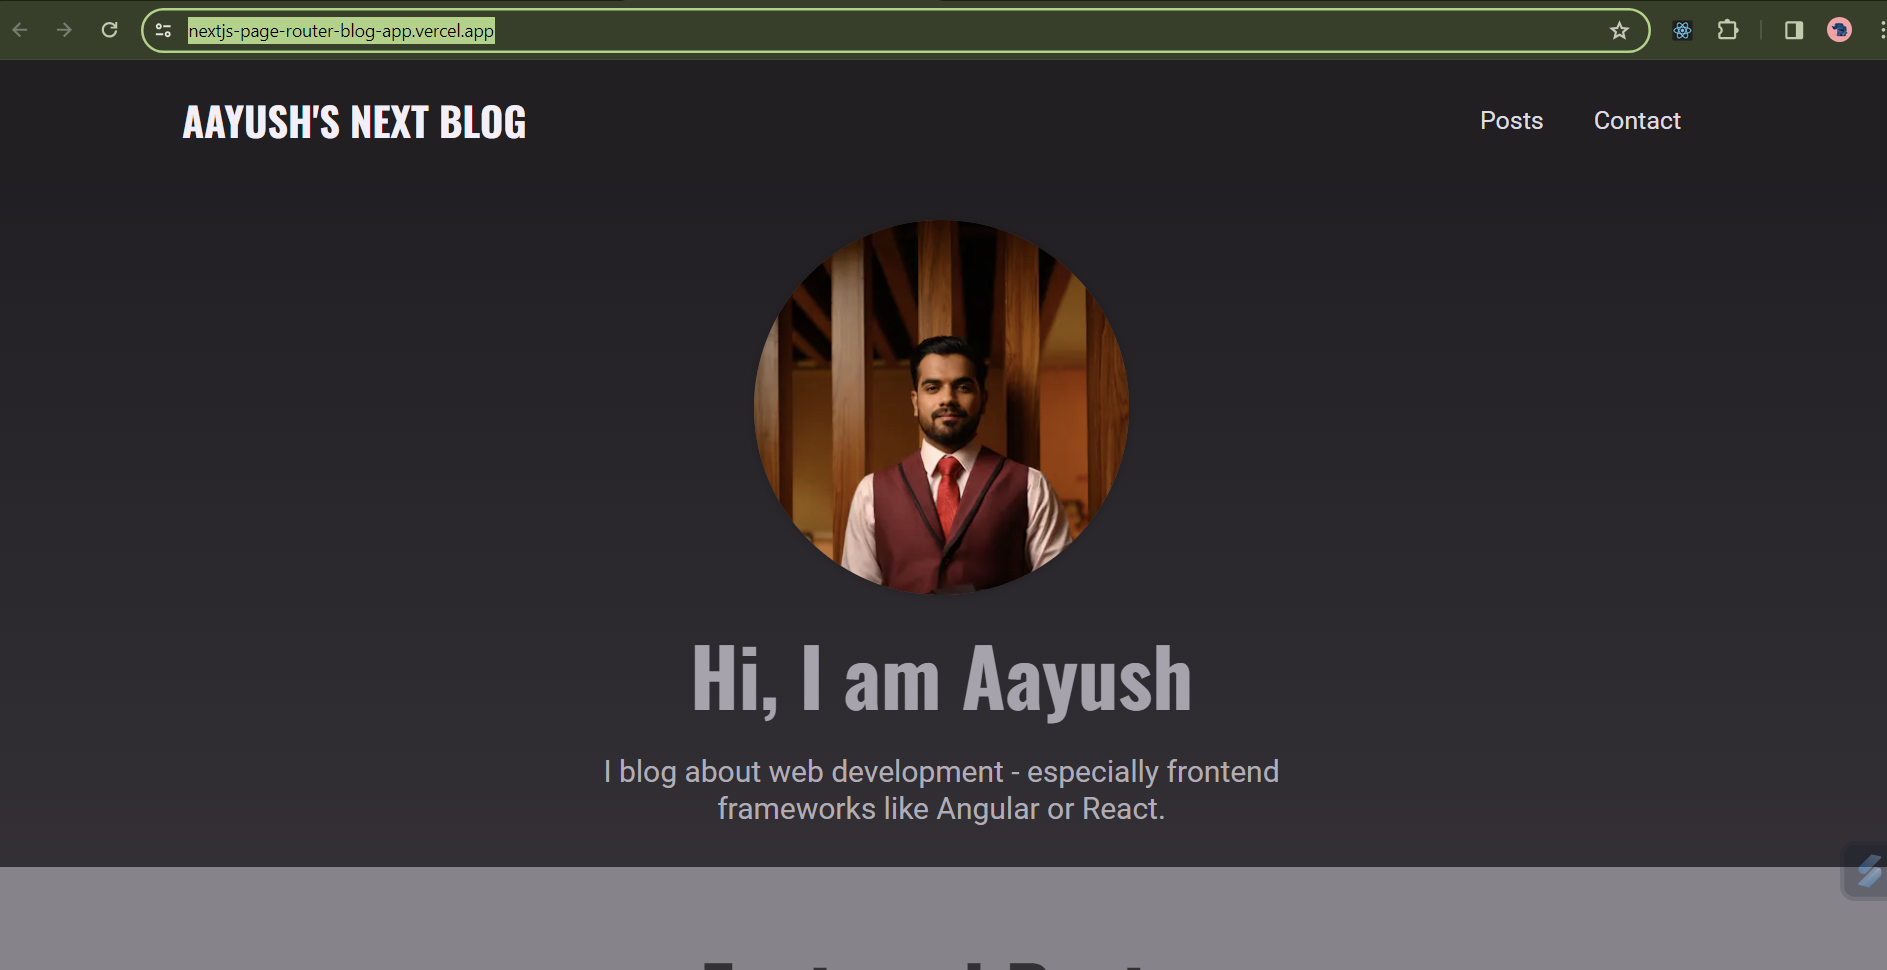 nextjs-page-router-blog-app.vercel.app
AAYUSH'S NEXT BLOG
Posts
Contact
Hi, I am Aayush
I blog about web development - especially frontend
frameworks like Angular or React.